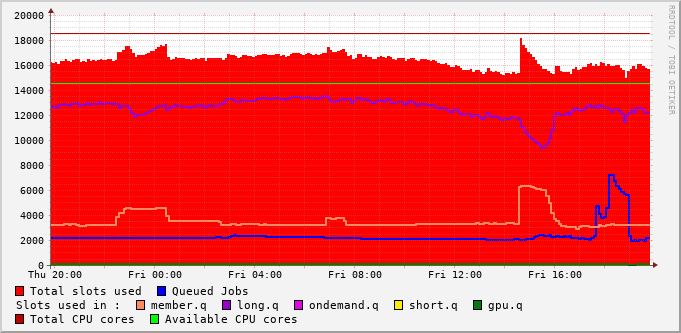 20000
18000
16000
14000
12000
10000
8000
6000
4000
2000
0
Thu 20:00 Fri 00:00 Fri 04:00 Fri 08:00 Fri 12:00 Fri 16:00
Total slots used Queued Jobs
Slots used in : member.q long.q ondemand.q short.q gpu.q
Total CPU cores Available CPU cores
RRDTOOL / TOBI OETIKER